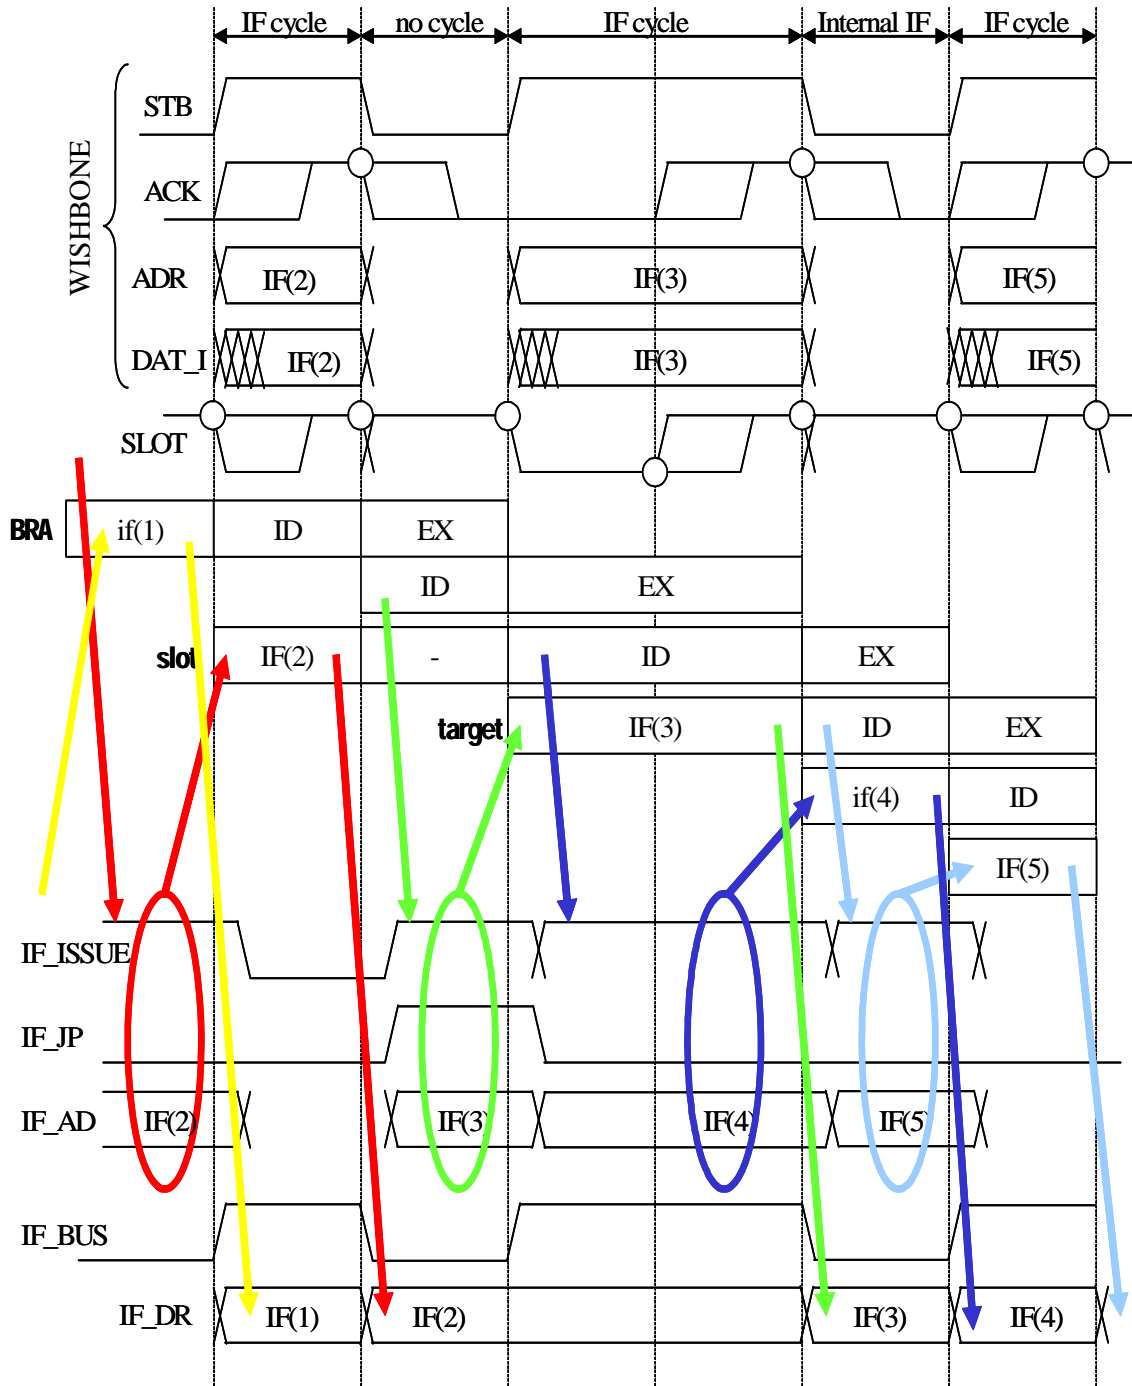 IF cycle no cycle IF cycle Internal IF IF cycle
WISHBONE
STB
ACK
ADR IF(2) IF(3) IF(5)
DAT_I IF(2) IF(3) IF(5)
SLOT
BRA if(1) ID EX
ID EX
slot IF(2) - ID EX
target IF(3) ID EX
if(4) ID
IF(5)
IF_ISSUE
IF_JP
IF_AD IF(2) IF(3) IF(4) IF(5)
IF_BUS
IF_DR IF(1) IF(2) IF(3) IF(4)